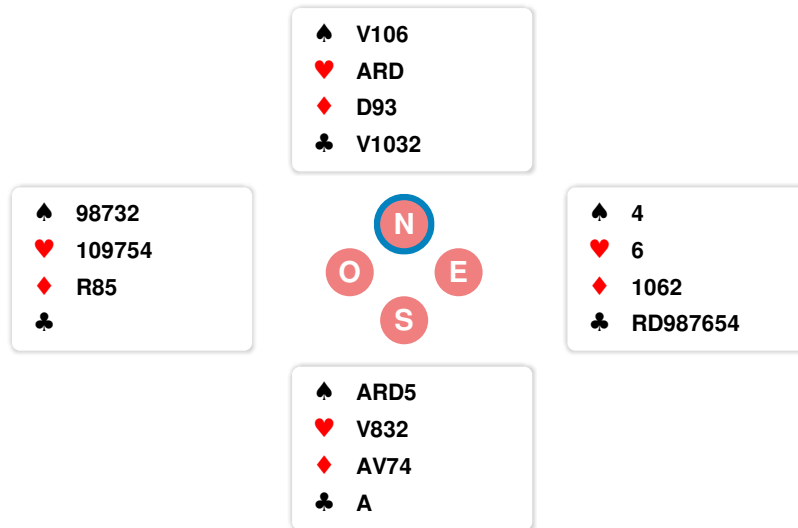 ♠ V106
♥ ARD
♦ D93
♣ V1032
♠ 98732
♥ 109754
♦ R85
♣
N
O E
S
♠ 4
♥ 6
♦ 1062
♣ RD987654
♠ ARD5
♥ V832
♦ AV74
♣ A